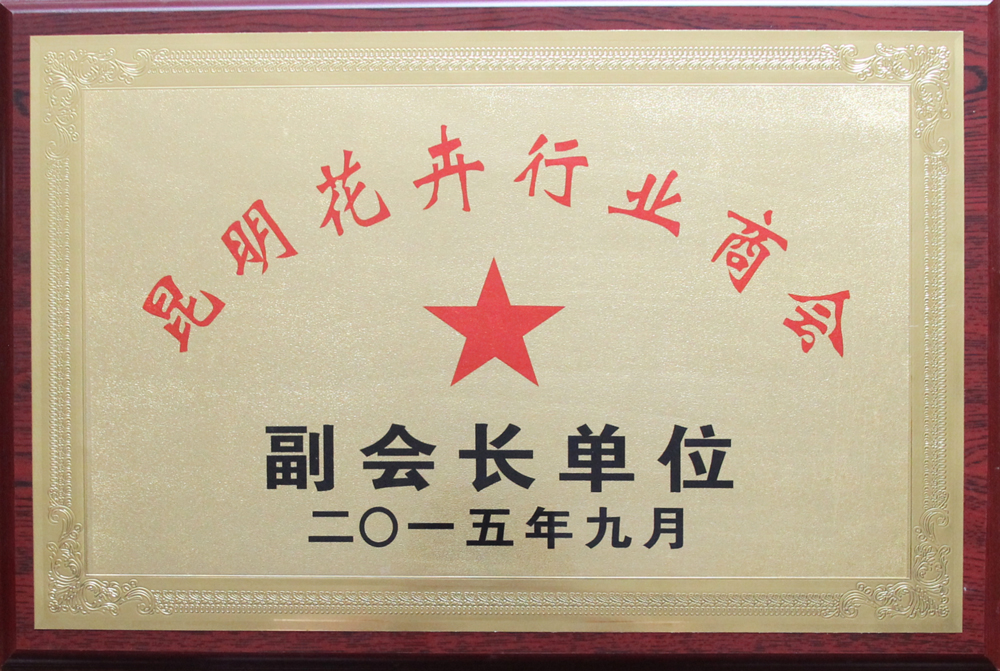 昆明花卉行业商会
副会长单位
二〇一五年九月